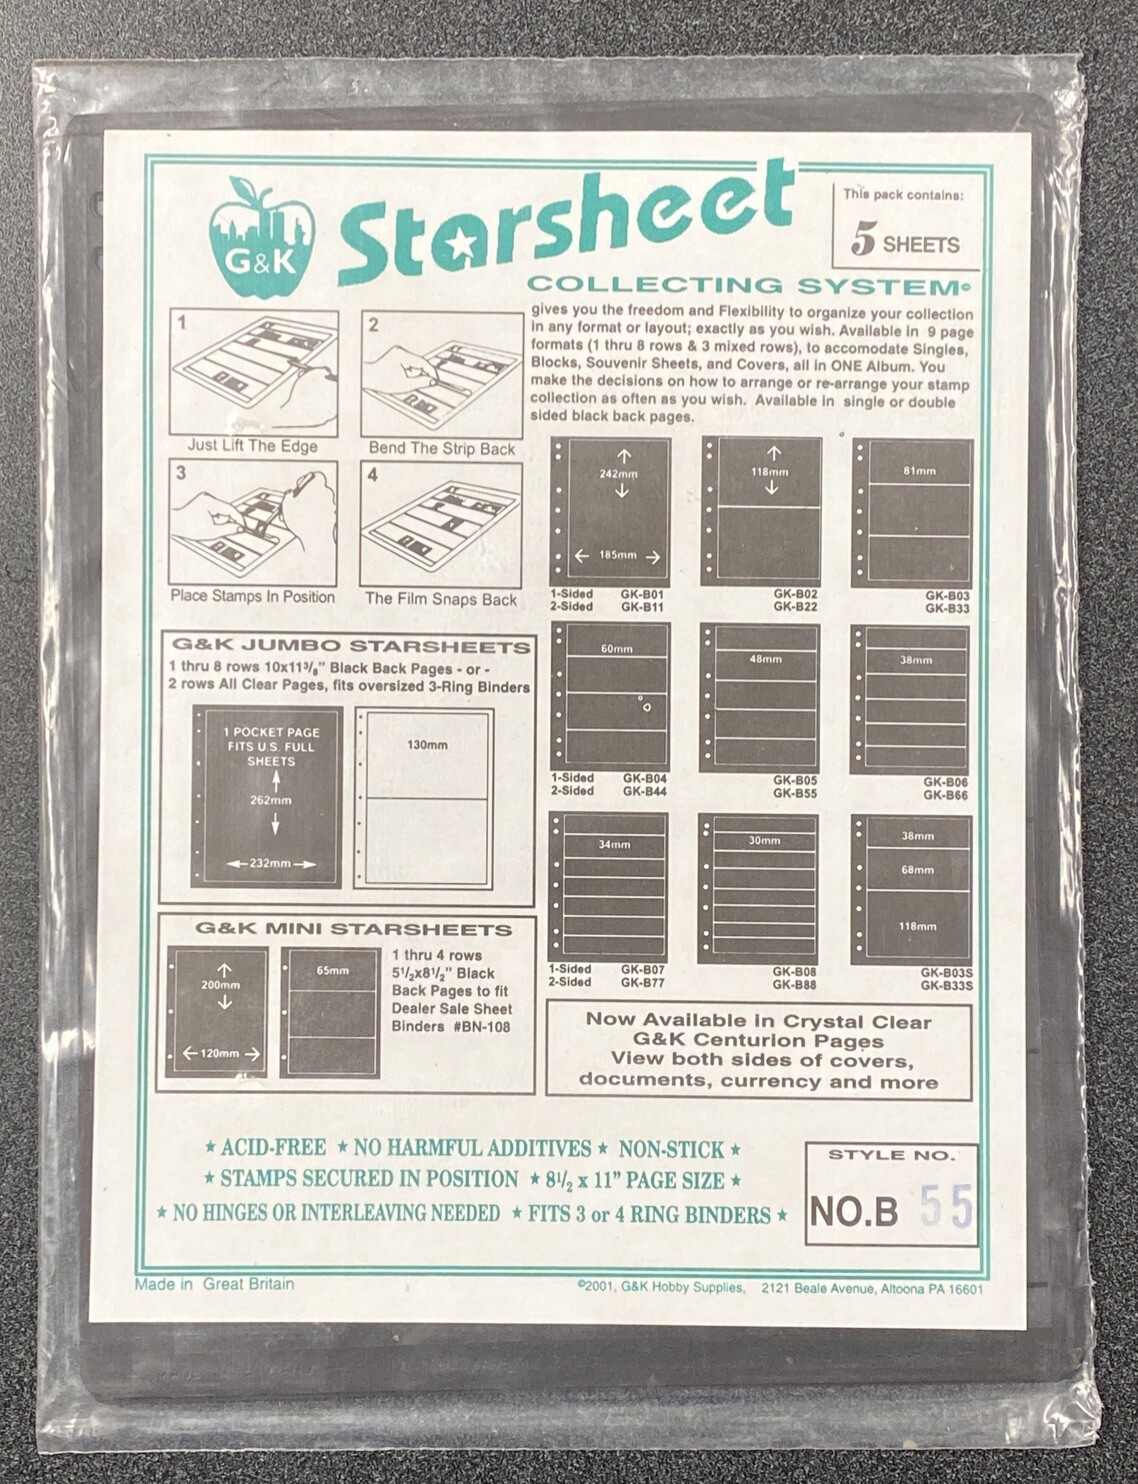 G&K
Starsheet
COLLECTING SYSTEM©
This pack contains:
5 SHEETS
gives you the freedom and Flexibility to organize your collection
in any format or layout; exactly as you wish. Available in 9 page
formats (1 thru 8 rows & 3 mixed rows), to accomodate Singles,
Blocks, Souvenir Sheets, and Covers, all in ONE Album. You
make the decisions on how to arrange or re-arrange your stamp
collection as often as you wish. Available in single or double
sided black back pages.
1
Just Lift The Edge
2
Bend The Strip Back
3
Place Stamps In Position
4
The Film Snaps Back
242mm
185mm
1-Sided GK-B01
2-Sided GK-B11
118mm
GK-B02
GK-B22
81mm
GK-B03
GK-B33
60mm
1-Sided GK-B04
2-Sided GK-B44
48mm
GK-B05
GK-B55
38mm
GK-B06
GK-B66
34mm
1-Sided GK-B07
2-Sided GK-B77
30mm
GK-B08
GK-B88
38mm
68mm
118mm
GK-B03S
GK-B33S
G&K JUMBO STARSHEETS
1 thru 8 rows 10x11³/₈" Black Back Pages - or -
2 rows All Clear Pages, fits oversized 3-Ring Binders
1 POCKET PAGE
FITS U.S. FULL
SHEETS
262mm
232mm
130mm
G&K MINI STARSHEETS
200mm
120mm
65mm
1 thru 4 rows
5¹/₂x8¹/₂" Black
Back Pages to fit
Dealer Sale Sheet
Binders #BN-108
Now Available in Crystal Clear
G&K Centurion Pages
View both sides of covers,
documents, currency and more
★ ACID-FREE ★ NO HARMFUL ADDITIVES ★ NON-STICK ★
★ STAMPS SECURED IN POSITION ★ 8¹/₂ x 11" PAGE SIZE ★
★ NO HINGES OR INTERLEAVING NEEDED ★ FITS 3 or 4 RING BINDERS ★
STYLE NO.
NO.B 55
Made in Great Britain
©2001, G&K Hobby Supplies, 2121 Beale Avenue, Altoona PA 16601